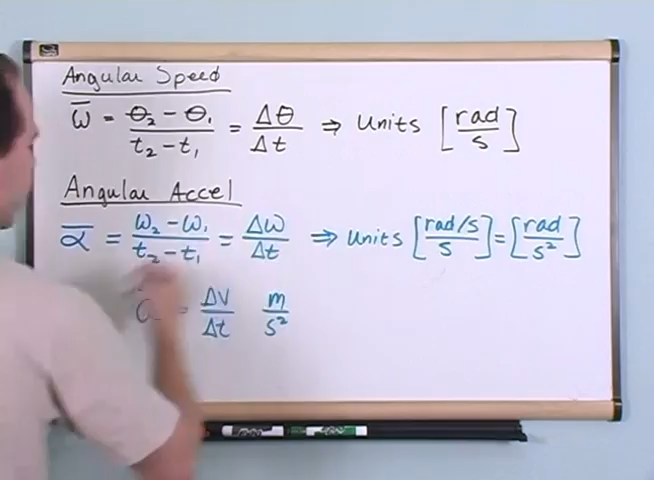 Angular Speed
ω̅ = θ₂ - θ₁ / t₂ - t₁ = Δθ / Δt ⇒ Units [rad / s]
Angular Accel
α̅ = ω₂ - ω₁ / t₂ - t₁ = Δω / Δt ⇒ Units [rad/s / s] = [rad / s²]
= ΔV / Δt m / s²